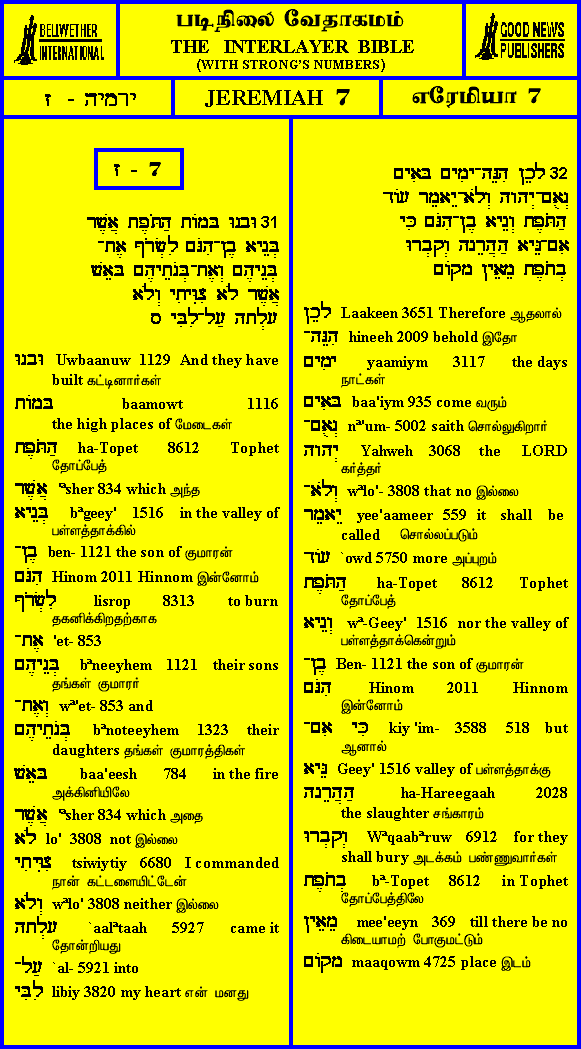 BELLWETHER
INTERNATIONAL
படிநிலை வேதாகமம்
THE INTERLAYER BIBLE
(WITH STRONG'S NUMBERS)
GOOD NEWS
PUBLISHERS
ירמיה - ז
JEREMIAH 7
எரேமியா 7
ז - 7
31 וּבָנוּ בָּמוֹת הַתֹּפֶת אֲשֶׁר
בְּגֵיא בֶן־הִנֹּם לִשְׂרֹף אֶת־
בְּנֵיהֶם וְאֶת־בְּנֹתֵיהֶם בָּאֵשׁ
אֲשֶׁר לֹא צִוִּיתִי וְלֹא
עָלְתָה עַל־לִבִּי ס
וּבָנוּ Uwbaanuw 1129 And they have
built கட்டினார்கள்
בָּמוֹת baamowt 1116
the high places of மேடைகள்
הַתֹּפֶת ha-Topet 8612 Tophet
தோப்பேத்
אֲשֶׁר ªsher 834 which அந்த
בְּגֵיא bªgeey' 1516 in the valley of
பள்ளத்தாக்கில்
בֶן־ ben- 1121 the son of குமாரன்
הִנֹּם Hinom 2011 Hinnom இன்னோம்
לִשְׂרֹף lisrop 8313 to burn
தகனிக்கிறதற்காக
אֶת־ 'et- 853
בְּנֵיהֶם bªneeyhem 1121 their sons
தங்கள் குமாரர்
וְאֶת־ wª'et- 853 and
בְּנֹתֵיהֶם bªnoteeyhem 1323 their
daughters தங்கள் குமாரத்திகள்
בָּאֵשׁ baa'eesh 784 in the fire
அக்கினியிலே
אֲשֶׁר ªsher 834 which அதை
לֹא lo' 3808 not இல்லை
צִוִּיתִי tsiwiytiy 6680 I commanded
நான் கட்டளையிட்டேன்
וְלֹא wªlo' 3808 neither இல்லை
עָלְתָה `aalªtaah 5927 came it
தோன்றியது
עַל־ `al- 5921 into
לִבִּי libiy 3820 my heart என் மனது
32 לָכֵן הִנֵּה־יָמִים בָּאִים
נְאֻם־יְהוָה וְלֹא־יֵאָמֵר עוֹד
הַתֹּפֶת וְגֵיא בֶן־הִנֹּם כִּי
אִם־גֵּיא הַהֲרֵגָה וְקָבְרוּ
בְתֹפֶת מֵאֵין מָקוֹם
לָכֵן Laakeen 3651 Therefore ஆதலால்
הִנֵּה־ hineeh 2009 behold இதோ
יָמִים yaamiym 3117 the days
நாட்கள்
בָּאִים baa'iym 935 come வரும்
נְאֻם־ nª'um- 5002 saith சொல்லுகிறார்
יְהוָה Yahweh 3068 the LORD
கர்த்தர்
וְלֹא־ wªlo'- 3808 that no இல்லை
יֵאָמֵר yee'aameer 559 it shall be
called சொல்லப்படும்
עוֹד `owd 5750 more அப்புறம்
הַתֹּפֶת ha-Topet 8612 Tophet
தோப்பேத்
וְגֵיא wª-Geey' 1516 nor the valley of
பள்ளத்தாக்கென்றும்
בֶן־ Ben- 1121 the son of குமாரன்
הִנֹּם Hinom 2011 Hinnom
இன்னோம்
כִּי אִם־ kiy 'im- 3588 518 but
ஆனால்
גֵּיא Geey' 1516 valley of பள்ளத்தாக்கு
הַהֲרֵגָה ha-Hareegaah 2028
the slaughter சங்காரம்
וְקָבְרוּ Wªqaabªruw 6912 for they
shall bury அடக்கம் பண்ணுவார்கள்
בְתֹפֶת bª-Topet 8612 in Tophet
தோப்பேத்திலே
מֵאֵין mee'eeyn 369 till there be no
கிடையாமற் போகுமட்டும்
מָקוֹם maaqowm 4725 place இடம்